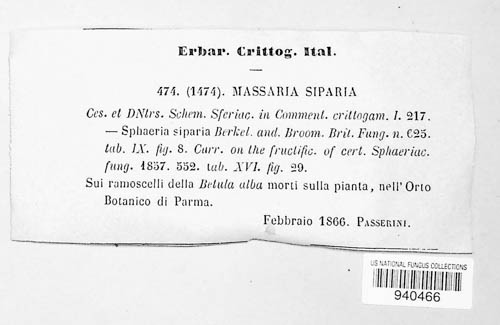 Erbar. Crittog. Ital.
474. (1474). MASSARIA SIPARIA
Ces. et DNtrs. Schem. Sferiac. in Comment. crittogam. I. 217.
— Sphaeria siparia Berkel. and. Broom. Brit. Fung. n. 625.
tab. IX. fig. 8. Curr. on the fructific. of cert. Sphaeriac.
fung. 1857. 552. tab. XVI. fig. 29.
Sui ramoscelli della Betula alba morti sulla pianta, nell' Orto
Botanico di Parma.
Febbraio 1866. PASSERINI.
US NATIONAL FUNGUS COLLECTIONS
940466